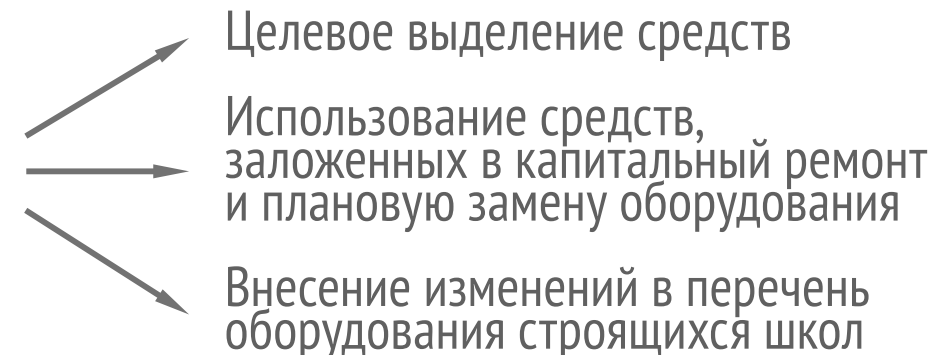 Целевое выделение средств
Использование средств,
заложенных в капитальный ремонт
и плановую замену оборудования
Внесение изменений в перечень
оборудования строящихся школ